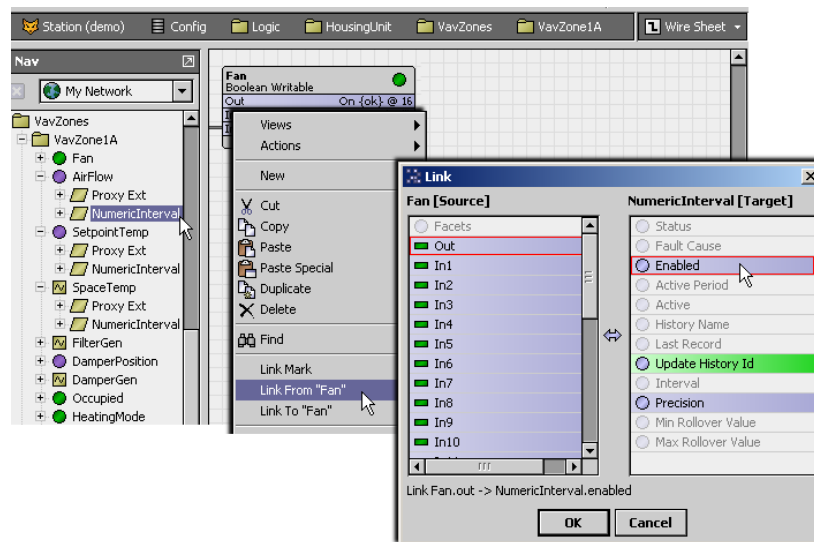 Station (demo) Config Logic HousingUnit VavZones VavZone1A Wire Sheet
Nav
My Network
VavZones
VavZone1A
Fan
AirFlow
Proxy Ext
NumericInterval
SetpointTemp
Proxy Ext
NumericInterval
SpaceTemp
Proxy Ext
NumericInterval
FilterGen
DamperPosition
DamperGen
Occupied
HeatingMode
Fan
Boolean Writable
Out On {ok} @ 16
Views
Actions
New
Cut
Copy
Paste
Paste Special
Duplicate
Delete
Find
Link Mark
Link From "Fan"
Link To "Fan"
Link
Fan [Source]
Facets
Out
In1
In2
In3
In4
In5
In6
In7
In8
In9
In10
NumericInterval [Target]
Status
Fault Cause
Enabled
Active Period
Active
History Name
Last Record
Update History Id
Interval
Precision
Min Rollover Value
Max Rollover Value
Link Fan.out -> NumericInterval.enabled
OK Cancel